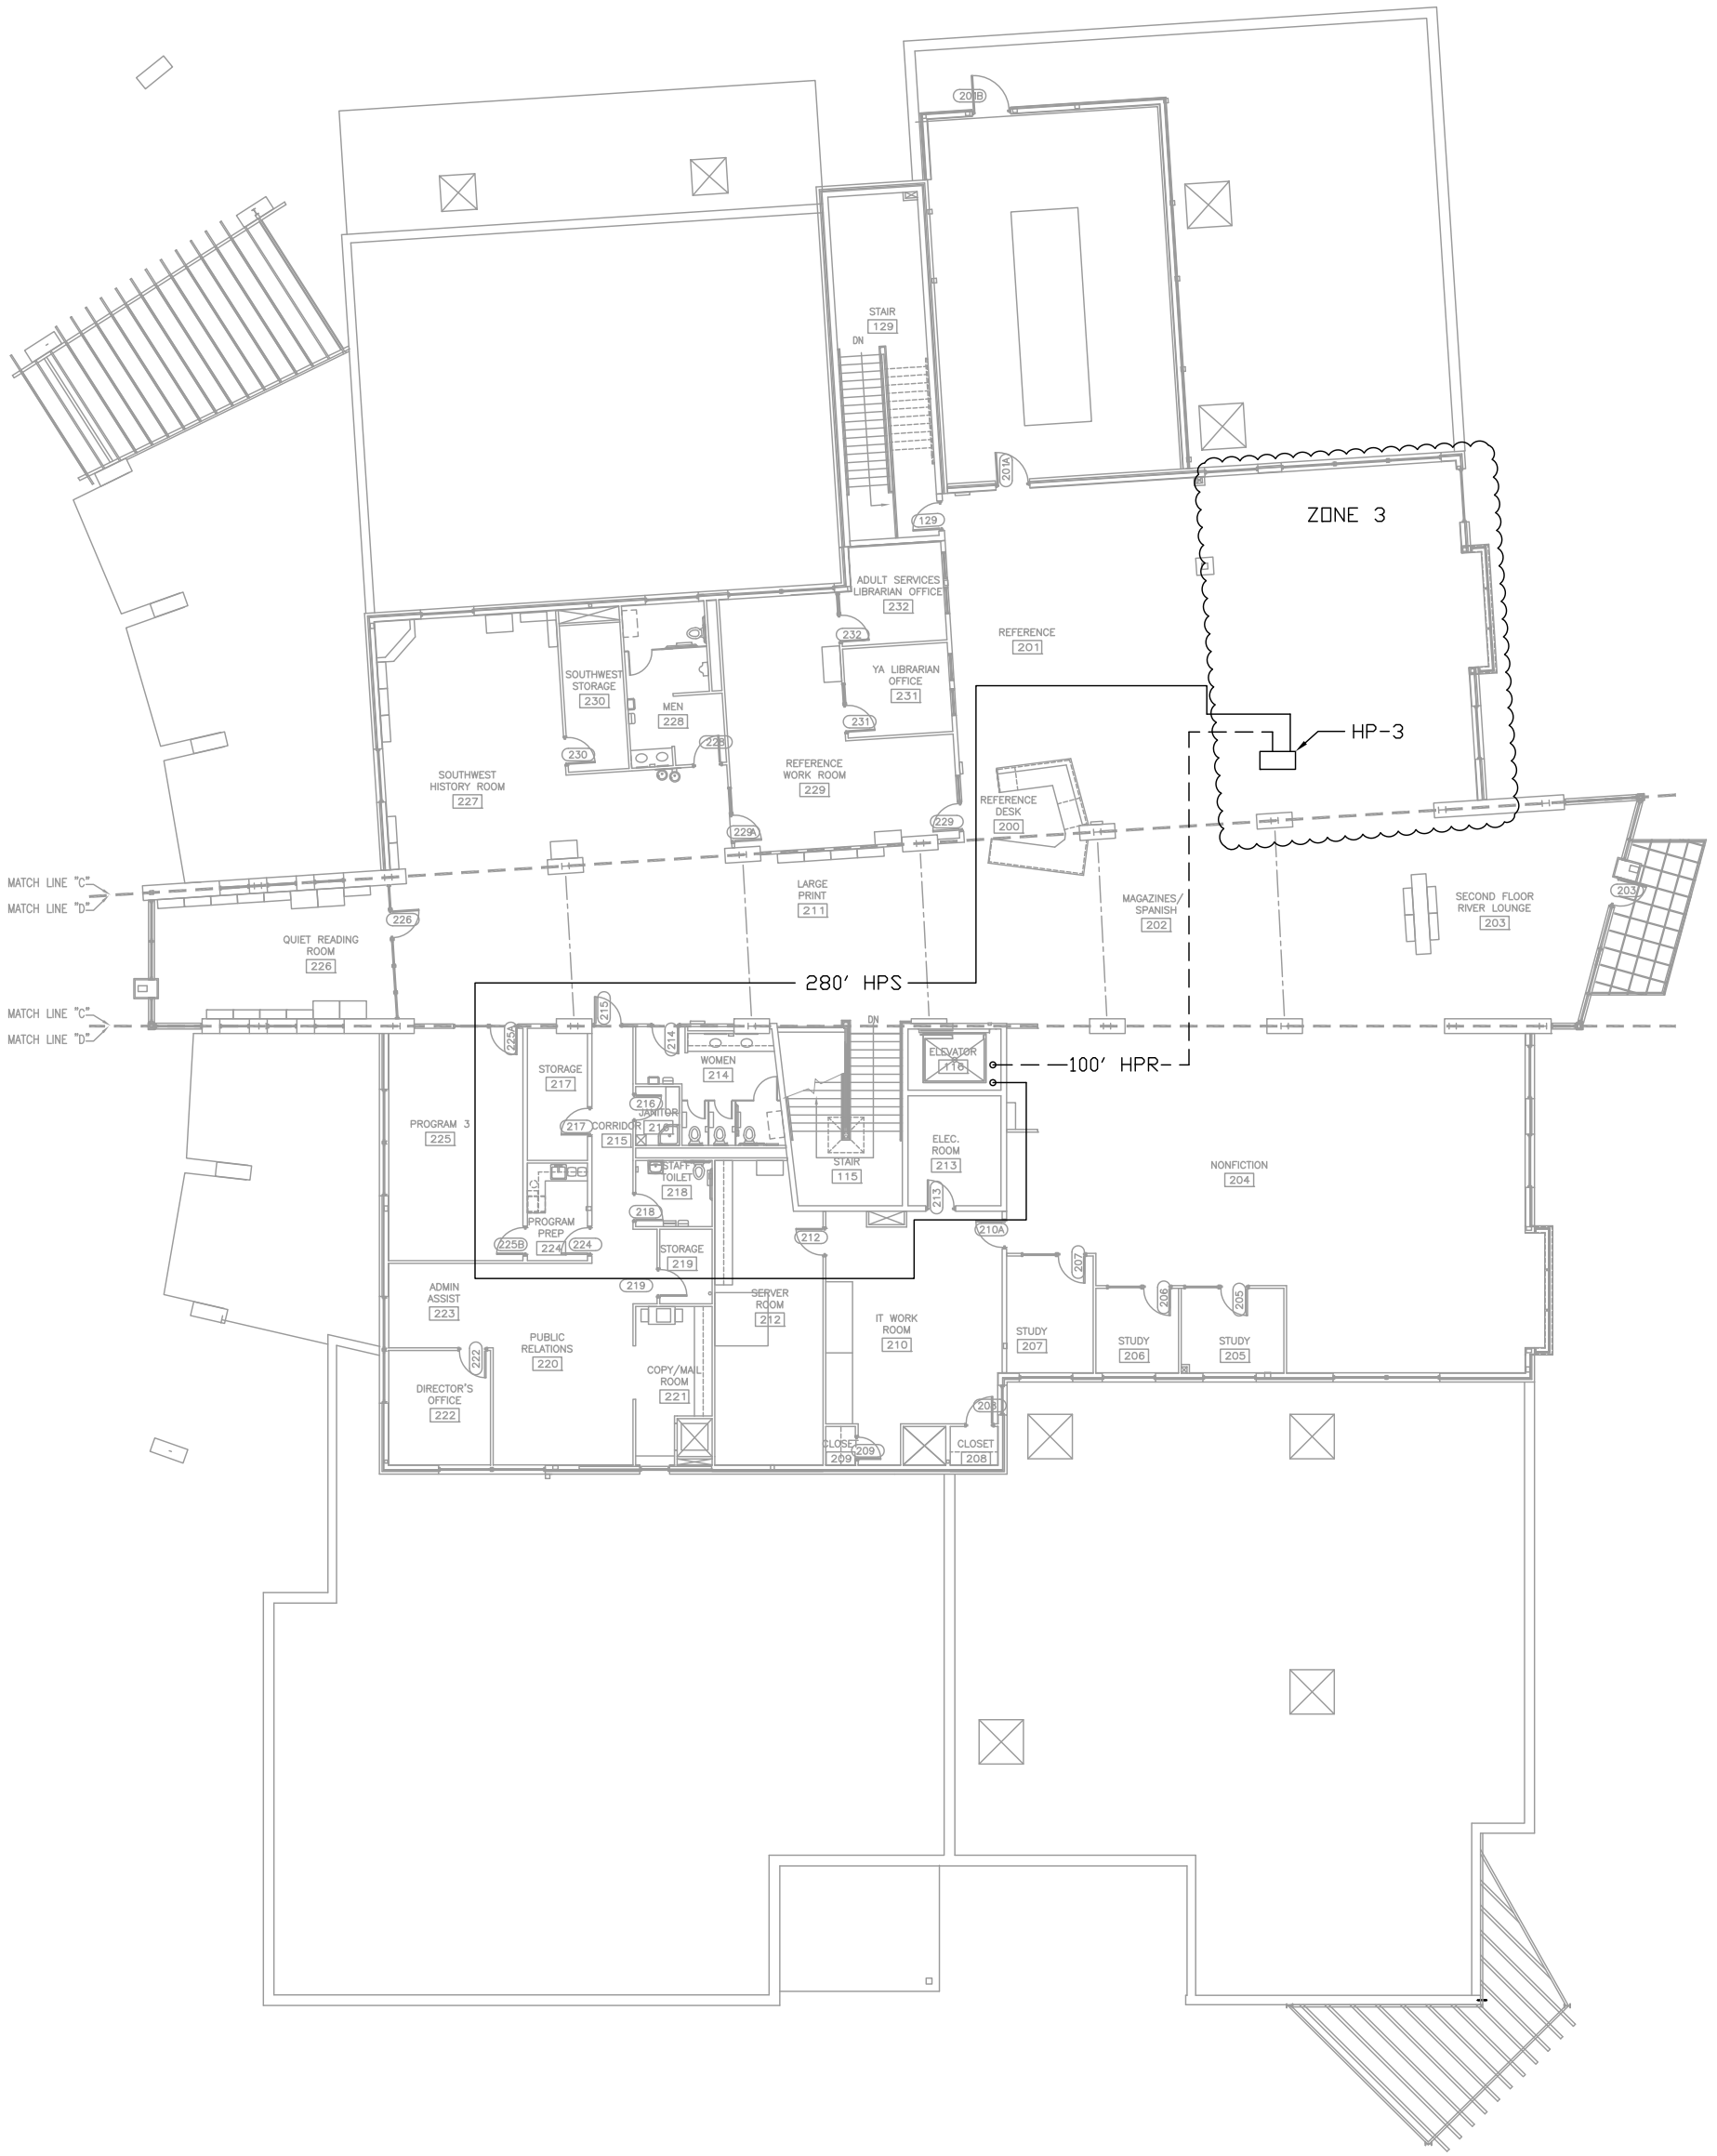 201B
STAIR
129
DN
201A
ZONE 3
129
ADULT SERVICES
LIBRARIAN OFFICE
232
232
REFERENCE
201
SOUTHWEST
STORAGE
230
YA LIBRARIAN
OFFICE
231
MEN
228
231
228
230
HP-3
SOUTHWEST
HISTORY ROOM
227
REFERENCE
WORK ROOM
229
REFERENCE
DESK
200
229A
229
MATCH LINE "C"
MATCH LINE "D"
LARGE
PRINT
211
MAGAZINES/
SPANISH
202
SECOND FLOOR
RIVER LOUNGE
203
203
226
QUIET READING
ROOM
226
280' HPS
MATCH LINE "C"
MATCH LINE "D"
215
DN
225A
214
ELEVATOR
116
WOMEN
214
STORAGE
217
100' HPR
216
JANITOR
216
PROGRAM 3
225
217
CORRIDOR
215
ELEC.
ROOM
213
STAIR
115
STAFF
TOILET
218
NONFICTION
204
213
218
PROGRAM
PREP
224
225B
224
212
210A
STORAGE
219
207
219
ADMIN
ASSIST
223
SERVER
ROOM
212
206
205
IT WORK
ROOM
210
STUDY
207
STUDY
206
STUDY
205
PUBLIC
RELATIONS
220
222
COPY/MAIL
ROOM
221
DIRECTOR'S
OFFICE
222
208
CLOSET
209
209
CLOSET
208